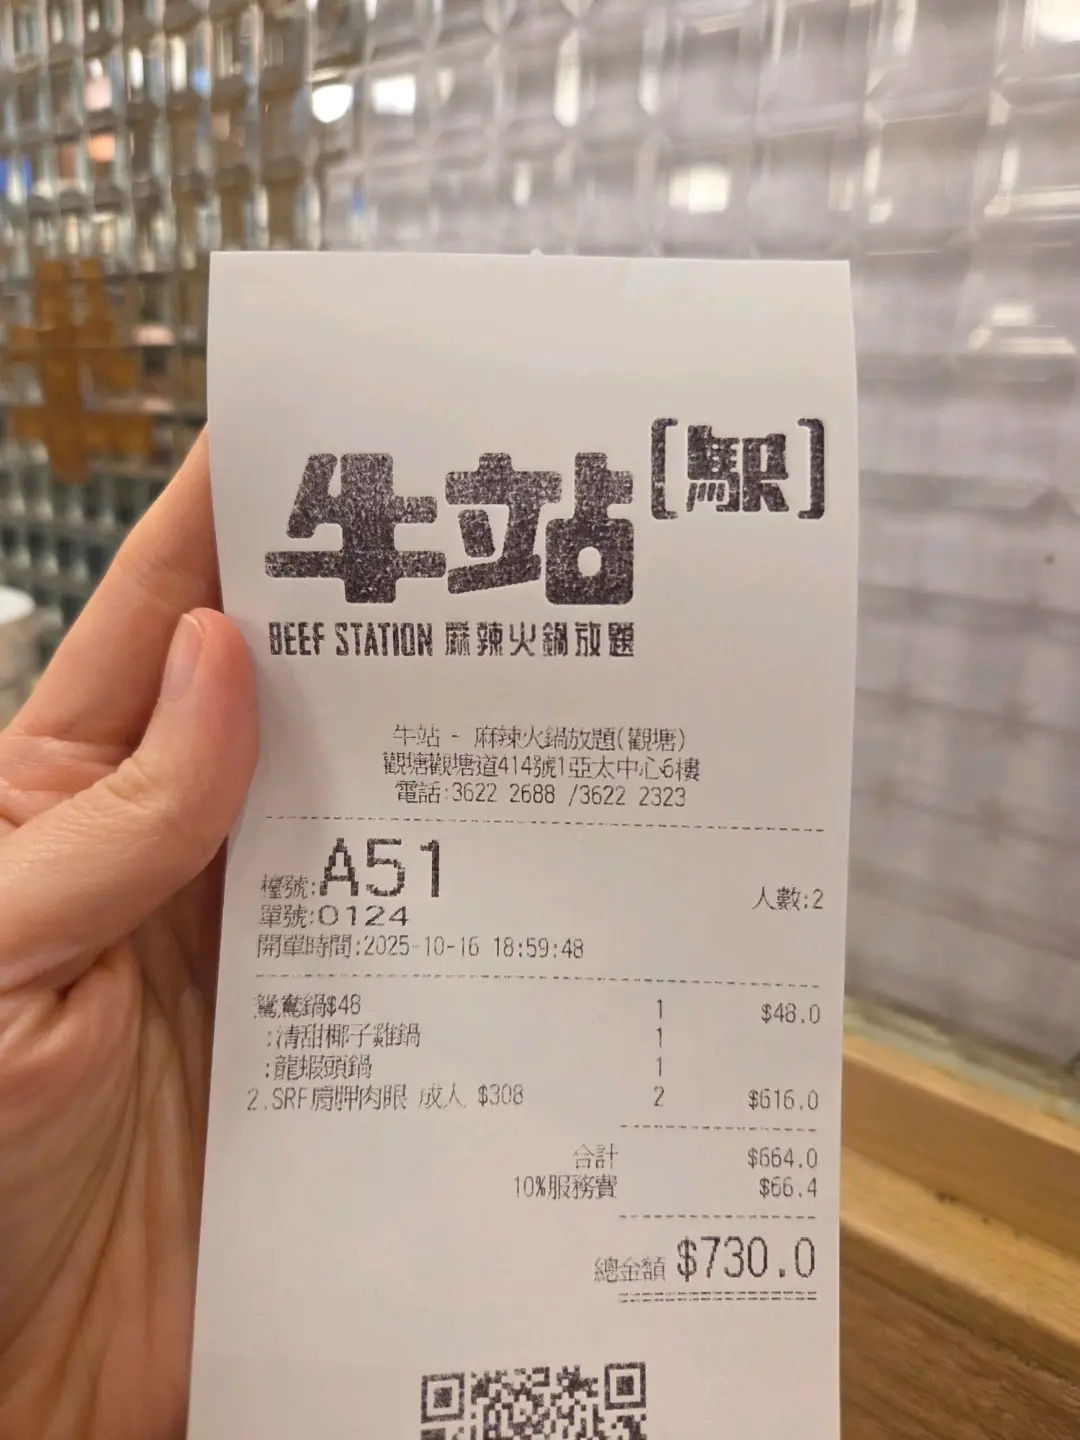 牛站[駅]
BEEF STATION 麻辣火鍋放題
牛站 - 麻辣火鍋放題(觀塘)
觀塘觀塘道414號1亞太中心6樓
電話:3622 2688 /3622 2323
檯號:A51
人數:2
單號:0124
開單時間:2025-10-16 18:59:48
鴛鴦鍋$48 1 $48.0
:清甜椰子雞鍋 1
:龍蝦頭鍋 1
2.SRF肩胛肉眼 成人 $308 2 $616.0
合計 $664.0
10%服務費 $66.4
總金額 $730.0